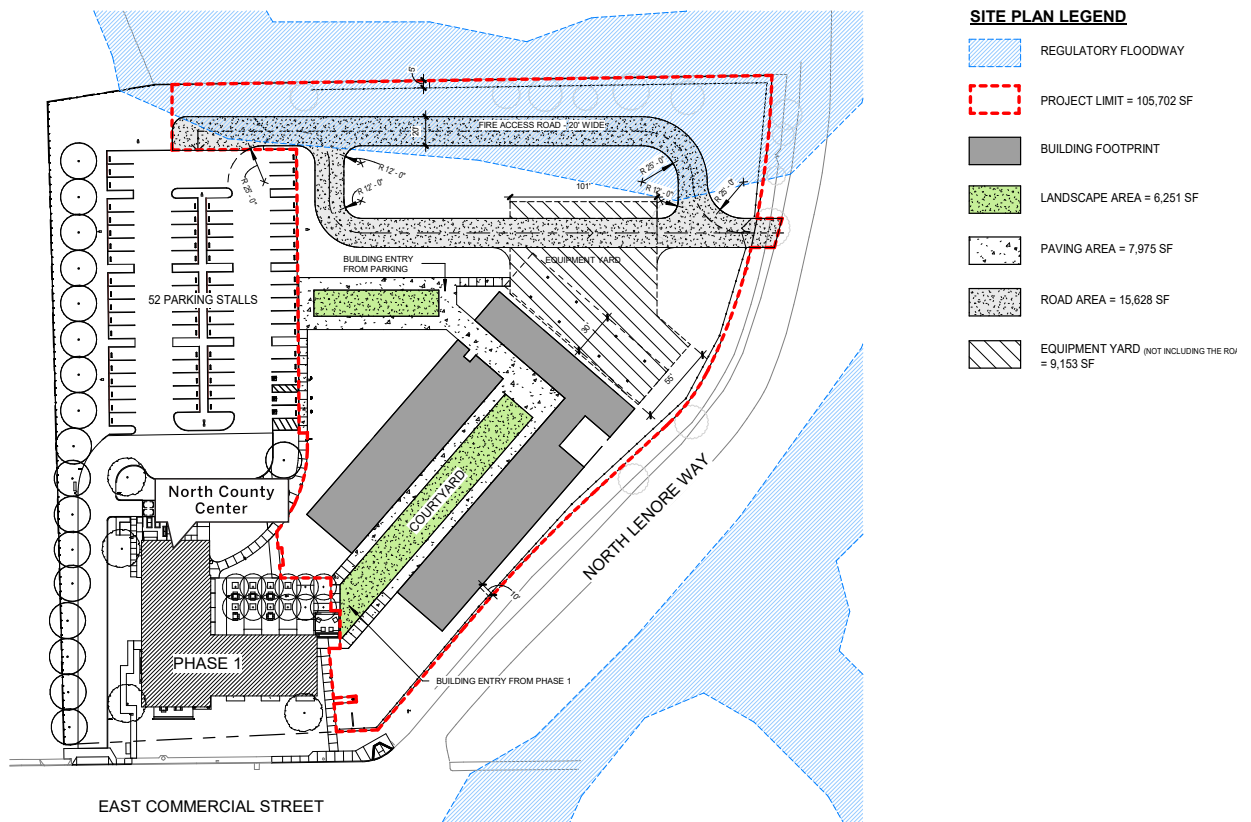 SITE PLAN LEGEND
REGULATORY FLOODWAY
PROJECT LIMIT = 105,702 SF
BUILDING FOOTPRINT
LANDSCAPE AREA = 6,251 SF
PAVING AREA = 7,975 SF
ROAD AREA = 15,628 SF
EQUIPMENT YARD (NOT INCLUDING THE ROA
= 9,153 SF
5'
FIRE ACCESS ROAD - 20' WIDE
20'
R 25' - 0"
R 12' - 0"
R 12' - 0"
R 25' - 0"
R 12' - 0"
R 25' - 0"
101'
BUILDING ENTRY
FROM PARKING
EQUIPMENT YARD
52 PARKING STALLS
30'
55'
COURTYARD
North County
Center
NORTH LENORE WAY
10'
PHASE 1
BUILDING ENTRY FROM PHASE 1
EAST COMMERCIAL STREET